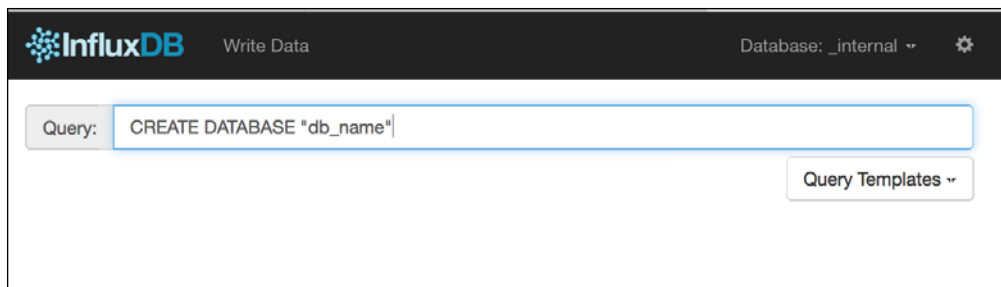 InfluxDB Write Data Database: _internal
Query: CREATE DATABASE "db_name"
Query Templates